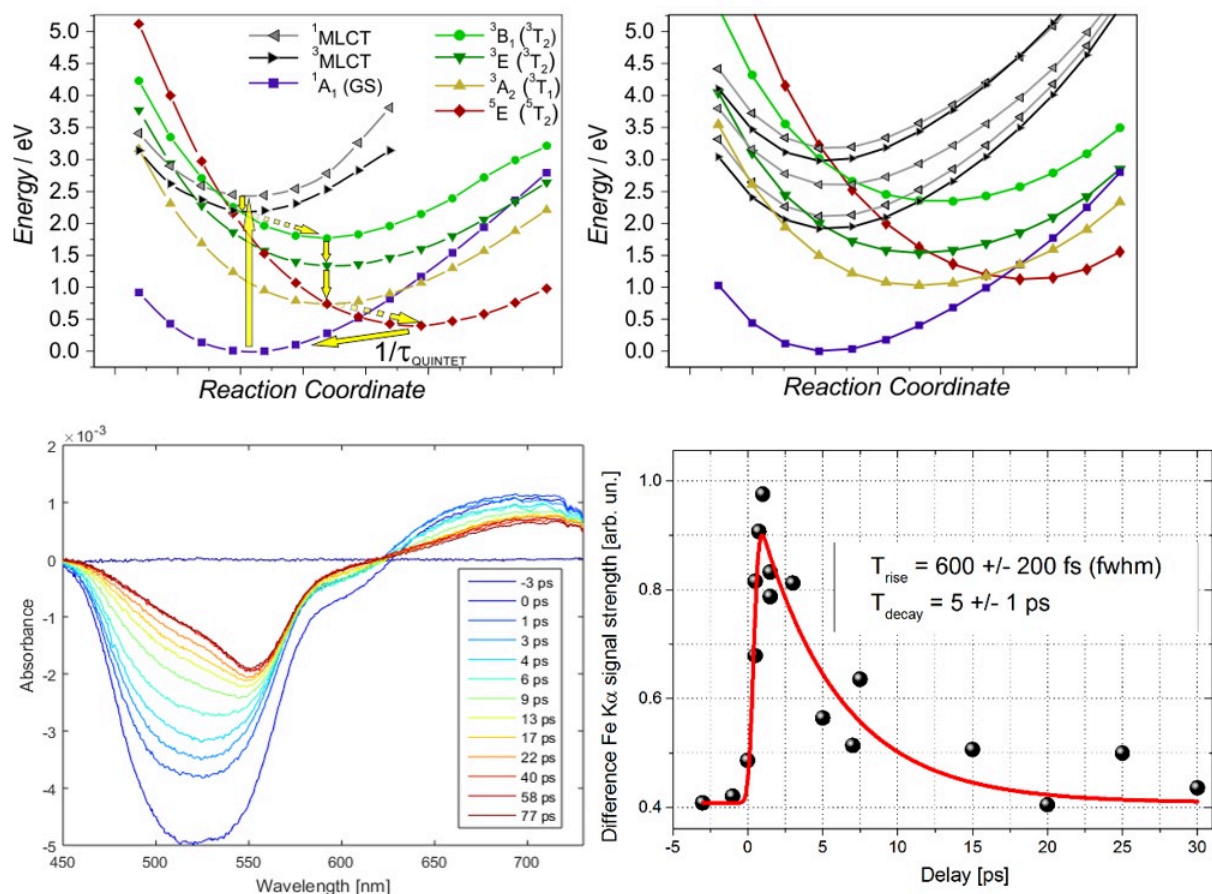 5.0
4.5
4.0
3.5
3.0
2.5
2.0
1.5
1.0
0.5
0.0
Energy / eV
¹MLCT
³MLCT
¹A₁ (GS)
³B₁ (³T₂)
³E (³T₂)
³A₂ (³T₁)
⁵E (⁵T₂)
1/τQUINTET
Reaction Coordinate
5.0
4.5
4.0
3.5
3.0
2.5
2.0
1.5
1.0
0.5
0.0
Energy / eV
Reaction Coordinate
×10⁻³
2
1
0
-1
-2
-3
-4
-5
Absorbance
-3 ps
0 ps
1 ps
3 ps
4 ps
6 ps
9 ps
13 ps
17 ps
22 ps
40 ps
58 ps
77 ps
450 500 550 600 650 700
Wavelength [nm]
Difference Fe Kα signal strength [arb. un.]
1.0
0.8
0.6
0.4
T_rise = 600 +/- 200 fs (fwhm)
T_decay = 5 +/- 1 ps
-5 0 5 10 15 20 25 30
Delay [ps]